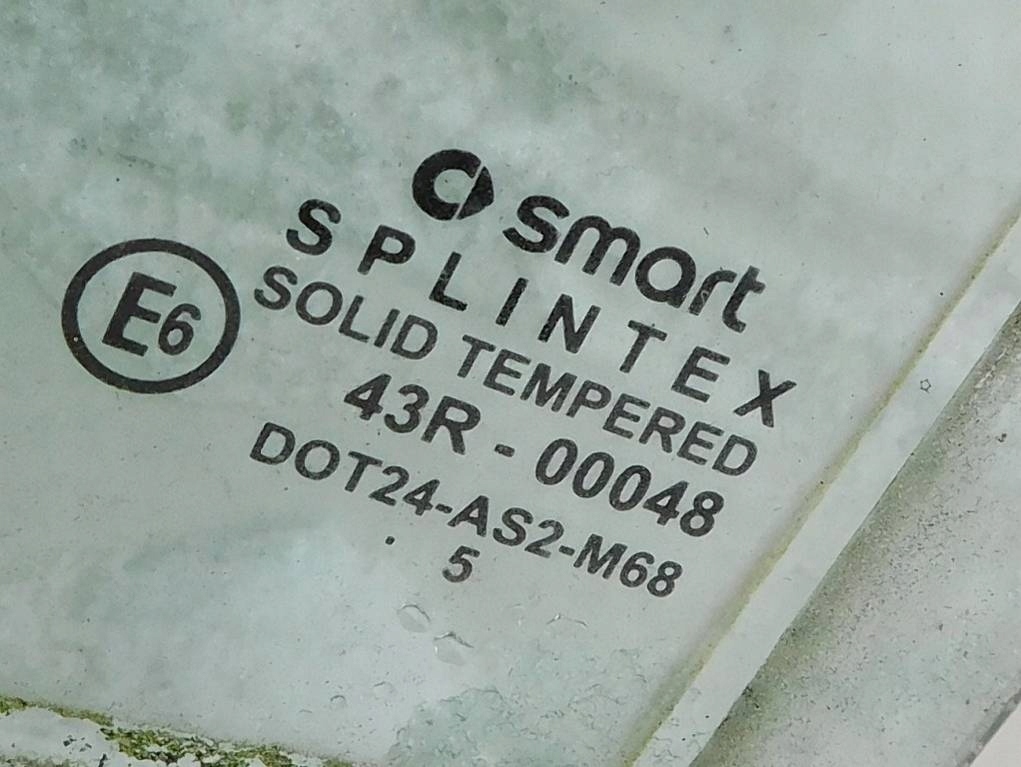 smart
SPLINTEX
E6
SOLID TEMPERED
43R - 00048
DOT24-AS2-M68
. 5